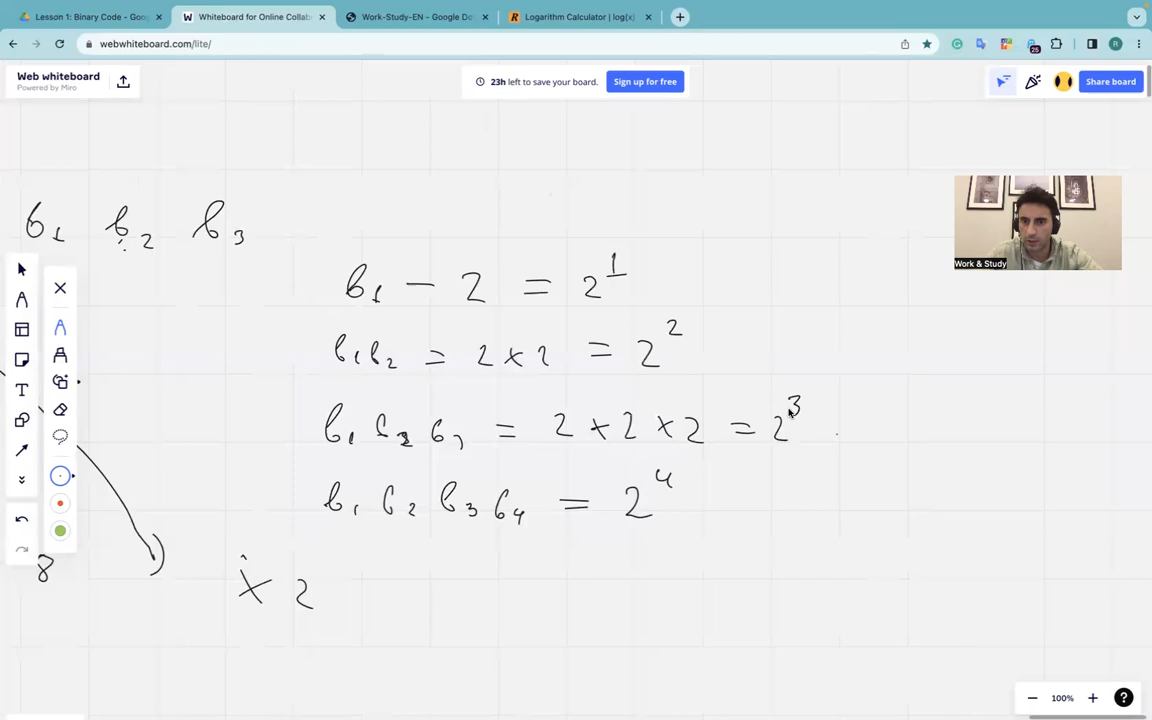 Lesson 1: Binary Code - Goo
Whiteboard for Online Collab
Work-Study-EN - Google Do
Logarithm Calculator | log(x)
webwhiteboard.com/lite/
25
R
Web whiteboard
Powered by Miro
23h left to save your board.
Sign up for free
Share board
Work & Study
b1 b2 b3
b1 — 2 = 2^1
b1b2 = 2 × 2 = 2^2
b1 b2 b3 = 2 × 2 × 2 = 2^3
b1 b2 b3 b4 = 2^4
8
× 2
100%